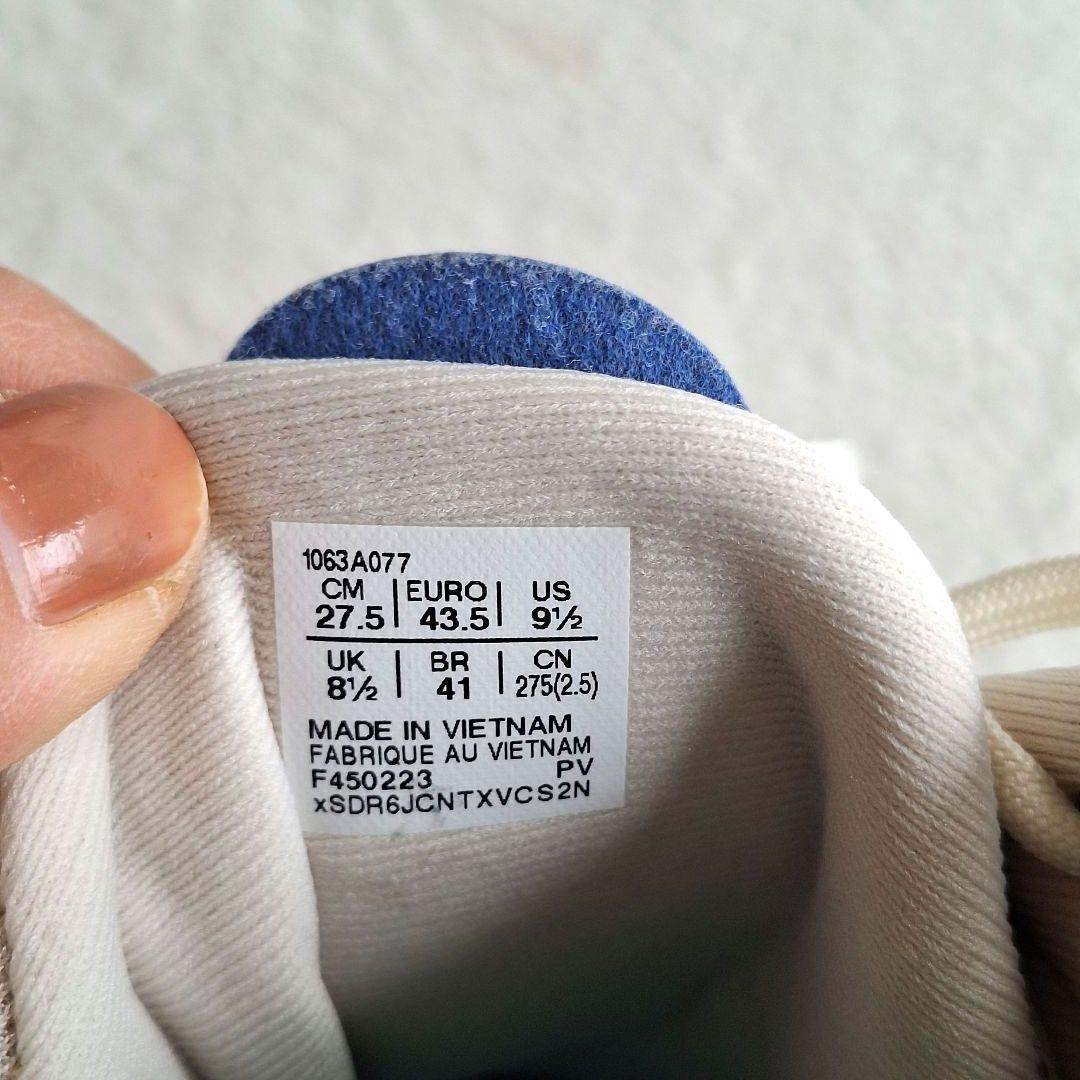 1063A077
CM EURO US
27.5 43.5 9½
UK BR CN
8½ 41 275(2.5)
MADE IN VIETNAM
FABRIQUE AU VIETNAM
F450223 PV
xSDR6JCNTXVCS2N